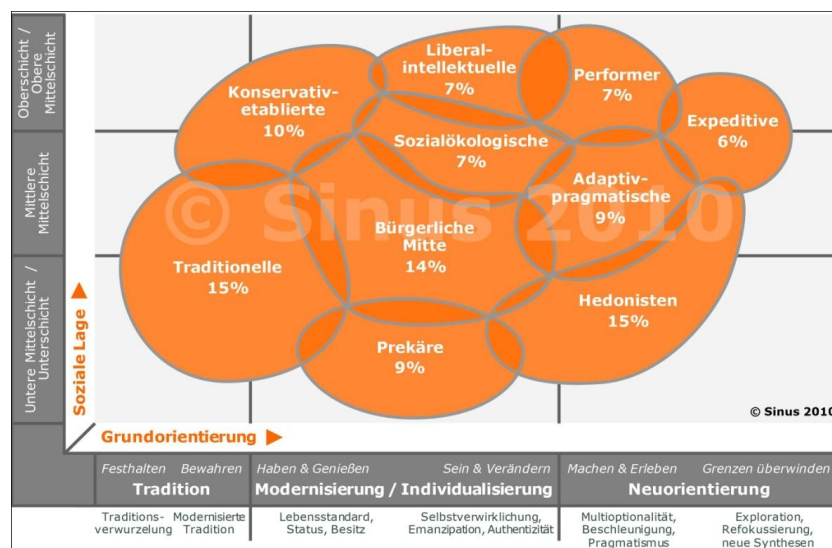 Oberschicht /
Obere
Mittelschicht
Mittlere
Mittelschicht
Untere Mittelschicht /
Unterschicht
Soziale Lage
Konservativ-
etablierte
10%
Liberal-
intellektuelle
7%
Performer
7%
Expeditive
6%
Sozialökologische
7%
Adaptiv-
pragmatische
9%
© Sinus 2010
Traditionelle
15%
Bürgerliche
Mitte
14%
Hedonisten
15%
Prekäre
9%
© Sinus 2010
Grundorientierung
Festhalten Bewahren
Tradition
Haben & Genießen Sein & Verändern
Modernisierung / Individualisierung
Machen & Erleben Grenzen überwinden
Neuorientierung
Traditions-
verwurzelung
Modernisierte
Tradition
Lebensstandard,
Status, Besitz
Selbstverwirklichung,
Emanzipation, Authentizität
Multioptionalität,
Beschleunigung,
Pragmatismus
Exploration,
Refokussierung,
neue Synthesen